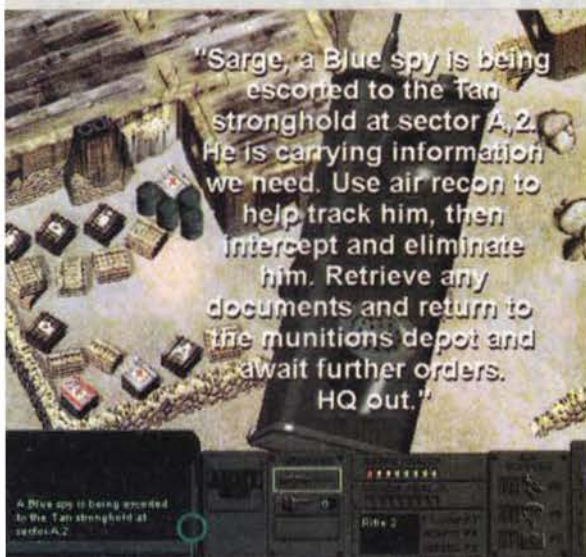 "Sarge, a Blue spy is being
escorted to the Tan
stronghold at sector A,2.
He is carrying information
we need. Use air recon to
help track him, then
intercept and eliminate
him. Retrieve any
documents and return to
the munitions depot and
await further orders.
HQ out."
A Blue spy is being escorted
to the Tan stronghold at
sector A,2
Rifle 2